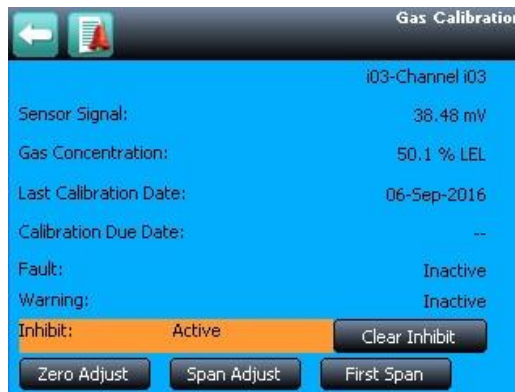 Gas Calibration
i03-Channel i03
Sensor Signal: 38.48 mV
Gas Concentration: 50.1 % LEL
Last Calibration Date: 06-Sep-2016
Calibration Due Date: --
Fault: Inactive
Warning: Inactive
Inhibit: Active Clear Inhibit
Zero Adjust Span Adjust First Span